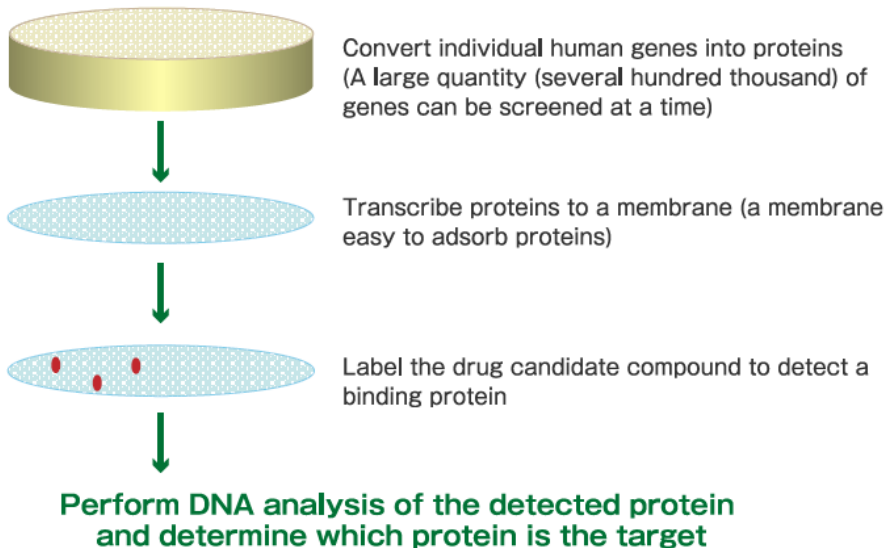 Convert individual human genes into proteins
(A large quantity (several hundred thousand) of
genes can be screened at a time)
Transcribe proteins to a membrane (a membrane
easy to adsorb proteins)
Label the drug candidate compound to detect a
binding protein
Perform DNA analysis of the detected protein
and determine which protein is the target